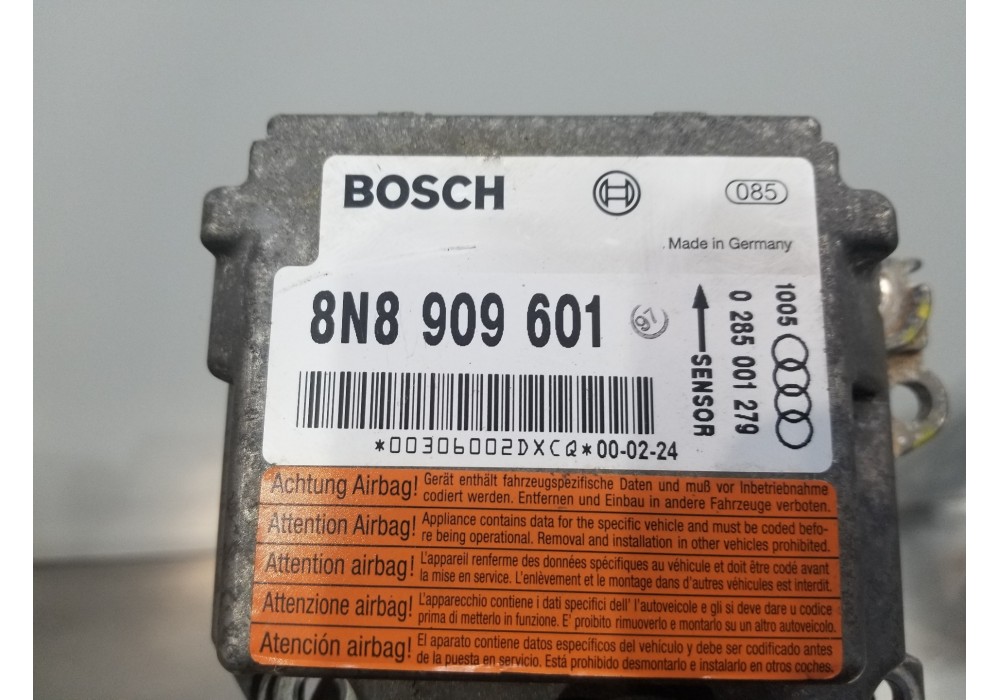 BOSCH
085
Made in Germany
8N8 909 601
97
SENSOR
0 285 001 279
1005
*00306002DXCQ*00-02-24
Achtung Airbag! Gerät enthält fahrzeugspezifische Daten und muß vor Inbetriebnahme
codiert werden. Entfernen und Einbau in andere Fahrzeuge verboten.
Attention Airbag! Appliance contains data for the specific vehicle and must be coded befo-
re being operational. Removal and installation in other vehicles prohibited.
Attention airbag! L'appareil renferme des données spécifiques au véhicule et doit être codé avant
la mise en service. L'enlèvement et le montage dans d'autres véhicules est interdit.
Attenzione airbag! L'apparecchio contiene i dati specifici dell' l'autoveicole e gli si deve dare u codice
prima di metterlo in funzione. E' proibito rimuoverlo e montarlo su un altro autoveicolo.
Atención airbag! El aparato contiene datos específicos del vehículo y debe ser codificado antes
de la puesta en servicio. Está prohibido desmontarlo e instalarlo en otros coches.